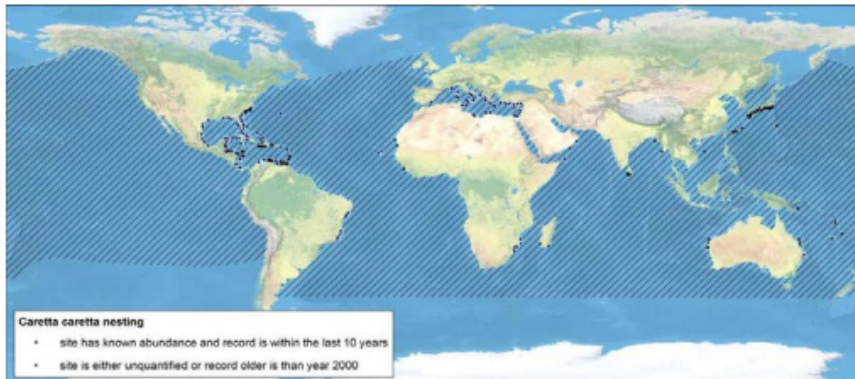 Caretta caretta nesting
site has known abundance and record is within the last 10 years
site is either unquantified or record older is than year 2000